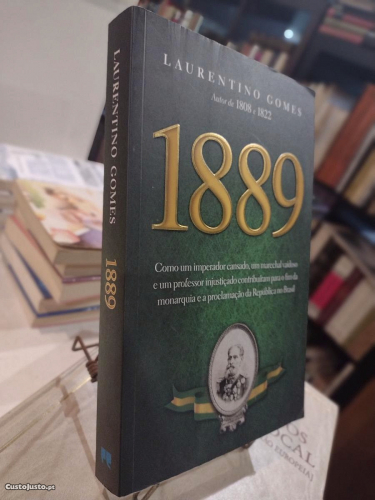 LAURENTINO GOMES
Autor de 1808 e 1822
1889
Como um imperador cansado, um marechal vaidoso
e um professor injustiçado contribuíram para o fim da
monarquia e a proclamação da República no Brasil
LAURENTINO GOMES 1889
CustoJusto.pt